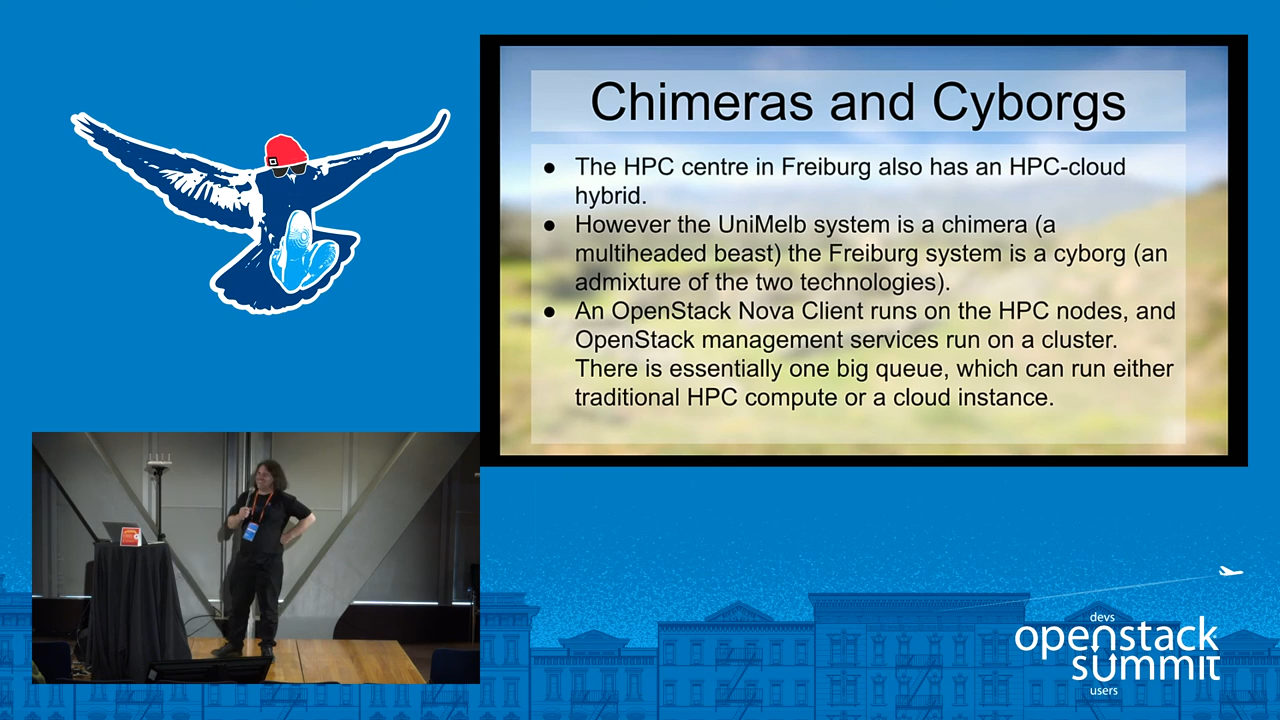 Chimeras and Cyborgs
● The HPC centre in Freiburg also has an HPC-cloud
hybrid.
● However the UniMelb system is a chimera (a
multiheaded beast) the Freiburg system is a cyborg (an
admixture of the two technologies).
● An OpenStack Nova Client runs on the HPC nodes, and
OpenStack management services run on a cluster.
There is essentially one big queue, which can run either
traditional HPC compute or a cloud instance.
devs
openstack
summit
users